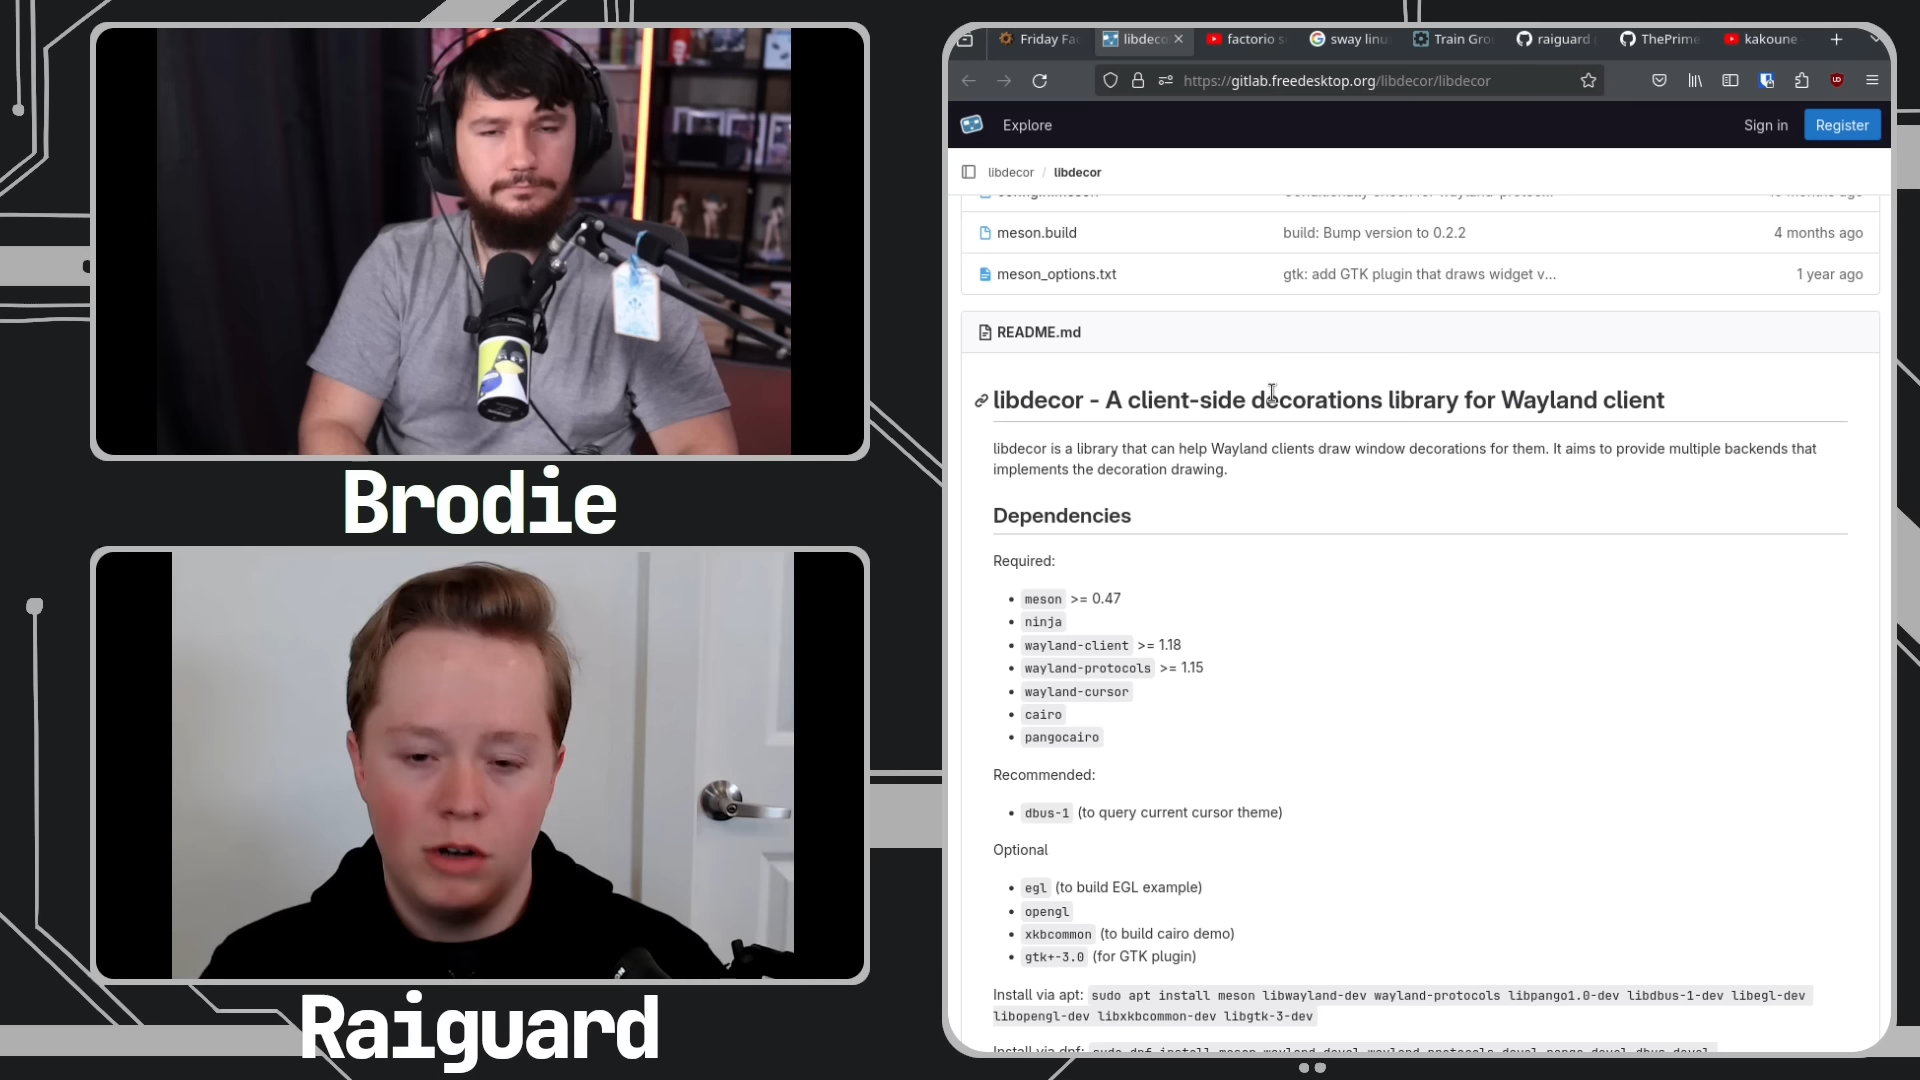 Brodie
Raiguard
Friday Fa
libdeco
factorio s
sway linu
Train Gro
raiguard
ThePrime
kakoune
https://gitlab.freedesktop.org/libdecor/libdecor
Explore
Sign in
Register
libdecor / libdecor
meson.build
build: Bump version to 0.2.2
4 months ago
meson_options.txt
gtk: add GTK plugin that draws widget v...
1 year ago
README.md
libdecor - A client-side decorations library for Wayland client
libdecor is a library that can help Wayland clients draw window decorations for them. It aims to provide multiple backends that
implements the decoration drawing.
Dependencies
Required:
• meson >= 0.47
• ninja
• wayland-client >= 1.18
• wayland-protocols >= 1.15
• wayland-cursor
• cairo
• pangocairo
Recommended:
• dbus-1 (to query current cursor theme)
Optional
• egl (to build EGL example)
• opengl
• xkbcommon (to build cairo demo)
• gtk+-3.0 (for GTK plugin)
Install via apt: sudo apt install meson libwayland-dev wayland-protocols libpango1.0-dev libdbus-1-dev libegl-dev
libopengl-dev libxkbcommon-dev libgtk-3-dev